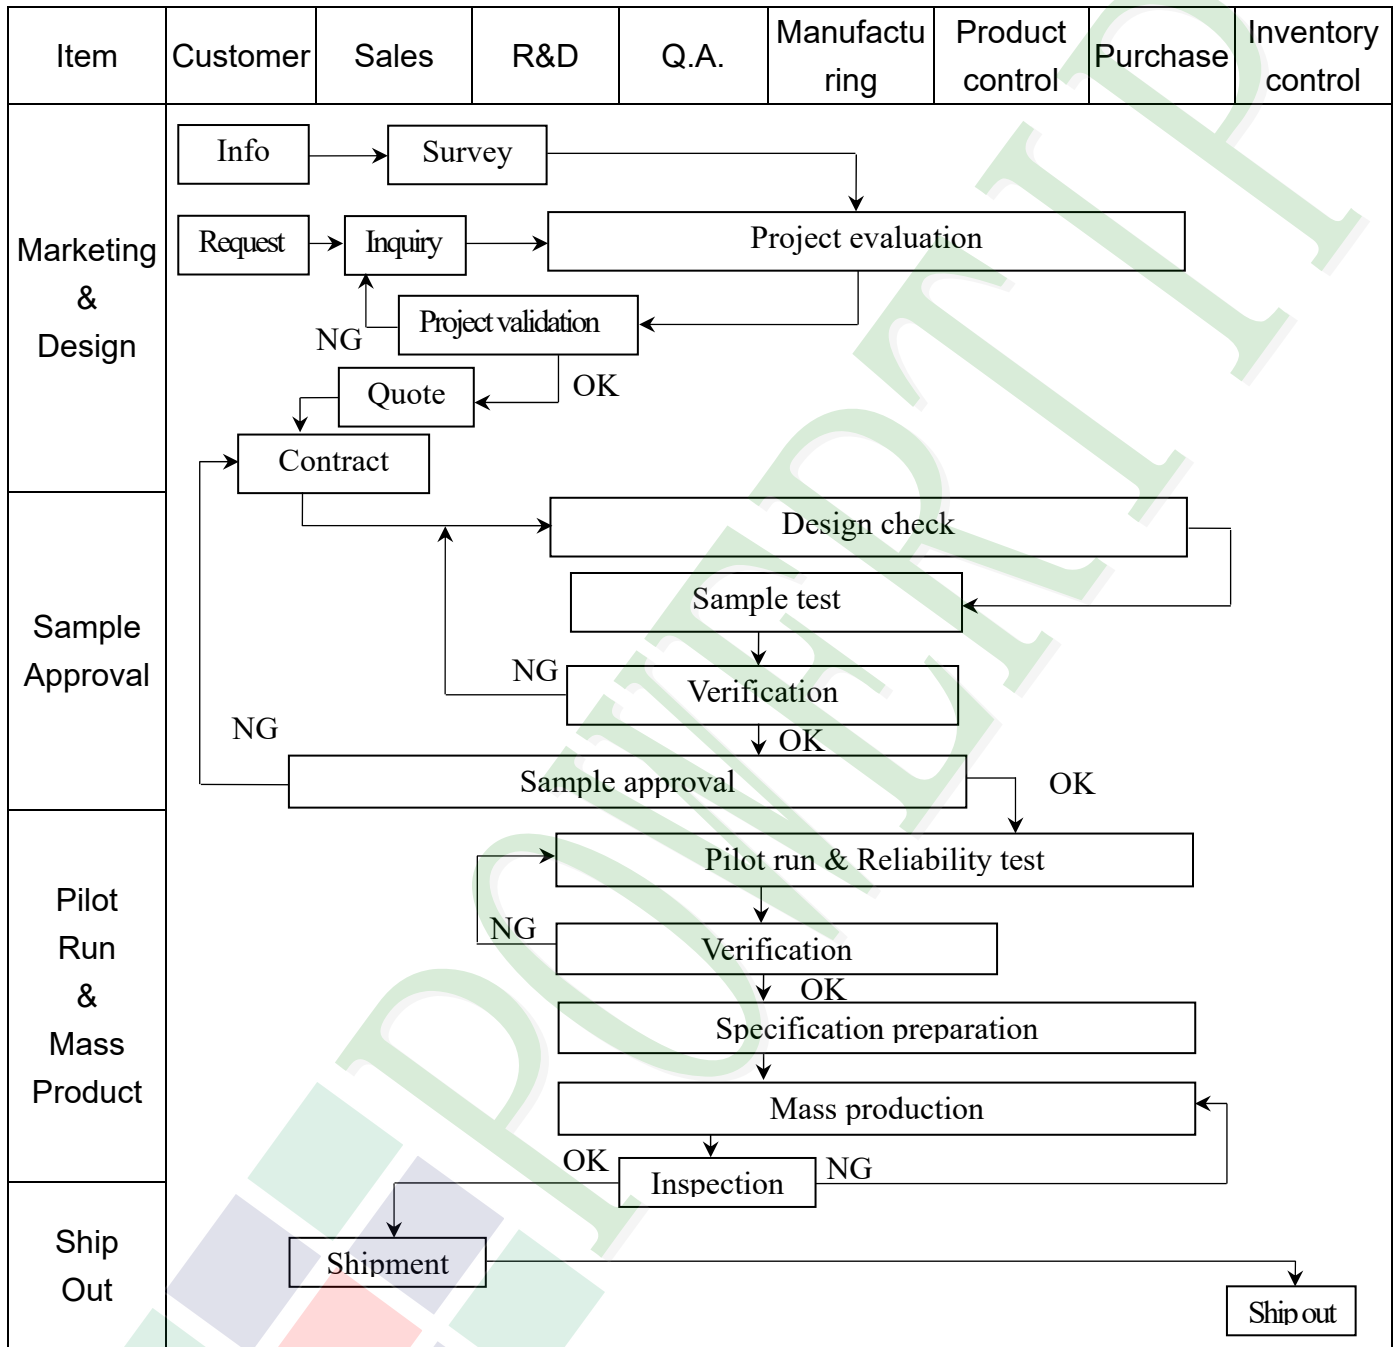 Item Customer Sales R&D Q.A. Manufactu Product Purchase Inventory
ring control control
Marketing
&
Design
Info Survey
Request Inquiry Project evaluation
NG Project validation
Quote OK
Contract
Sample
Approval
Design check
Sample test
NG Verification
NG OK
Sample approval OK
Pilot
Run
&
Mass
Product
Pilot run & Reliability test
NG Verification
OK
Specification preparation
Mass production
OK Inspection NG
Ship
Out
Shipment
Ship out
POWERTIP